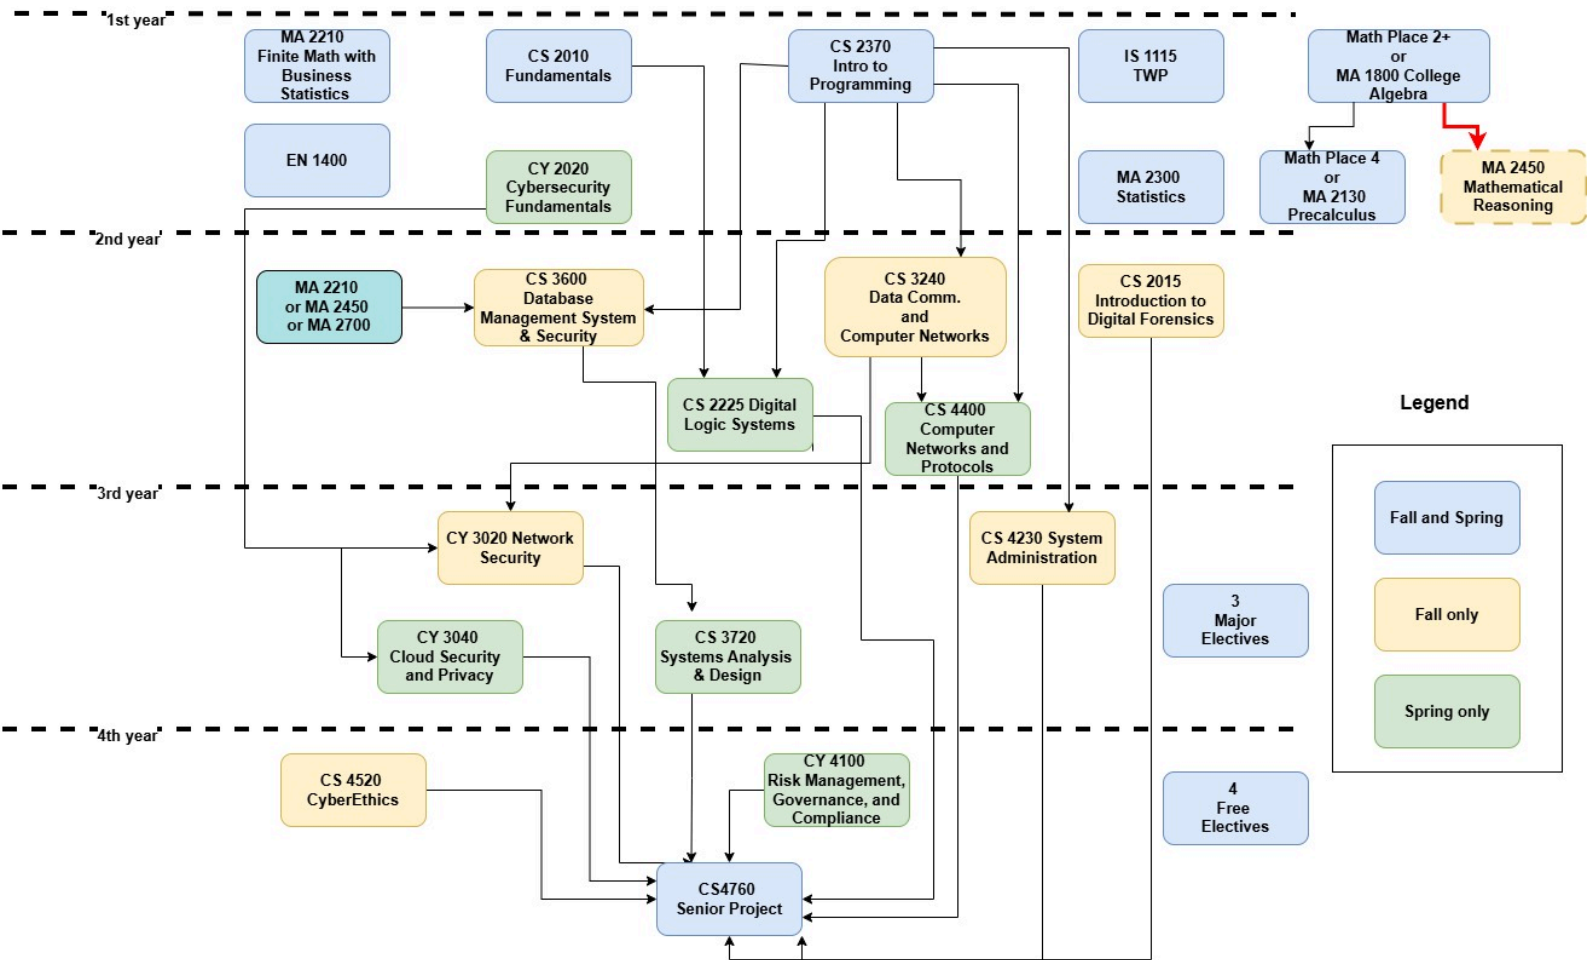 1st year
MA 2210
Finite Math with
Business
Statistics
CS 2010
Fundamentals
CS 2370
Intro to
Programming
IS 1115
TWP
Math Place 2+
or
MA 1800 College
Algebra
EN 1400
CY 2020
Cybersecurity
Fundamentals
MA 2300
Statistics
Math Place 4
or
MA 2130
Precalculus
MA 2450
Mathematical
Reasoning
2nd year
MA 2210
or MA 2450
or MA 2700
CS 3600
Database
Management System
& Security
CS 3240
Data Comm.
and
Computer Networks
CS 2015
Introduction to
Digital Forensics
CS 2225 Digital
Logic Systems
CS 4400
Computer
Networks and
Protocols
3rd year
CY 3020 Network
Security
CS 4230 System
Administration
3
Major
Electives
CY 3040
Cloud Security
and Privacy
CS 3720
Systems Analysis
& Design
4th year
CS 4520
CyberEthics
CY 4100
Risk Management,
Governance, and
Compliance
4
Free
Electives
CS4760
Senior Project
Legend
Fall and Spring
Fall only
Spring only